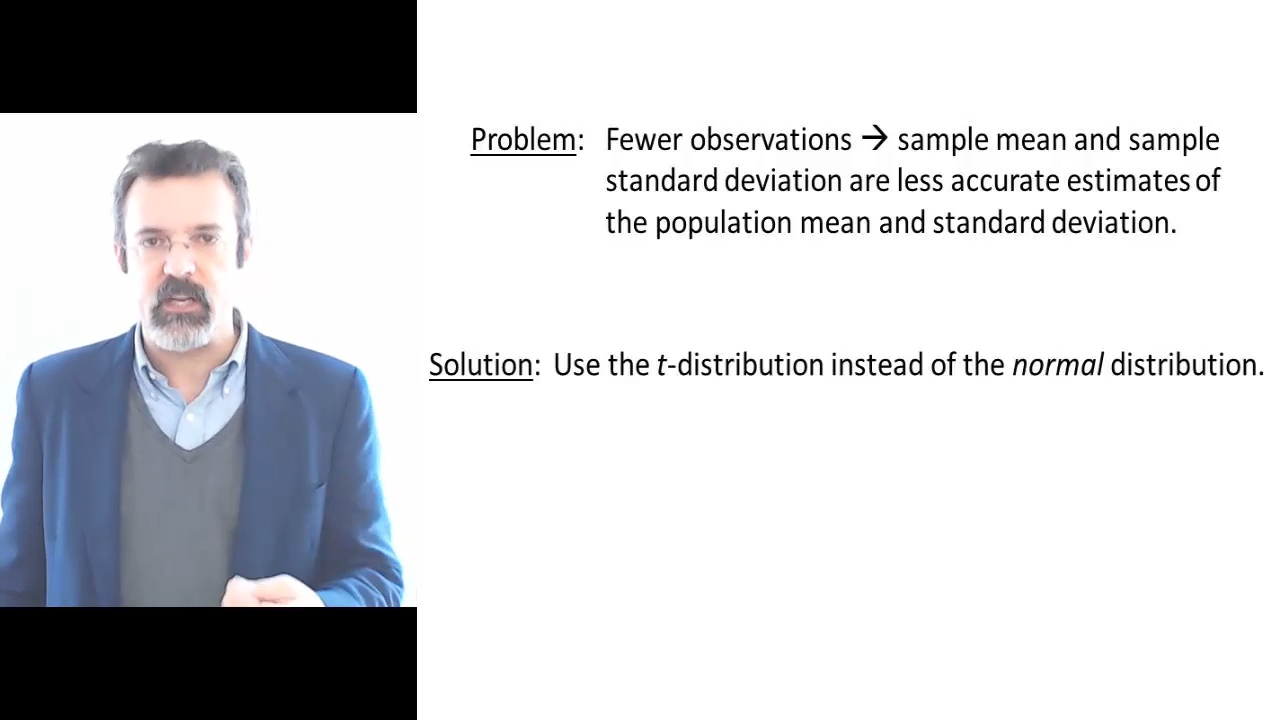 Problem: Fewer observations → sample mean and sample
standard deviation are less accurate estimates of
the population mean and standard deviation.
Solution: Use the t-distribution instead of the normal distribution.